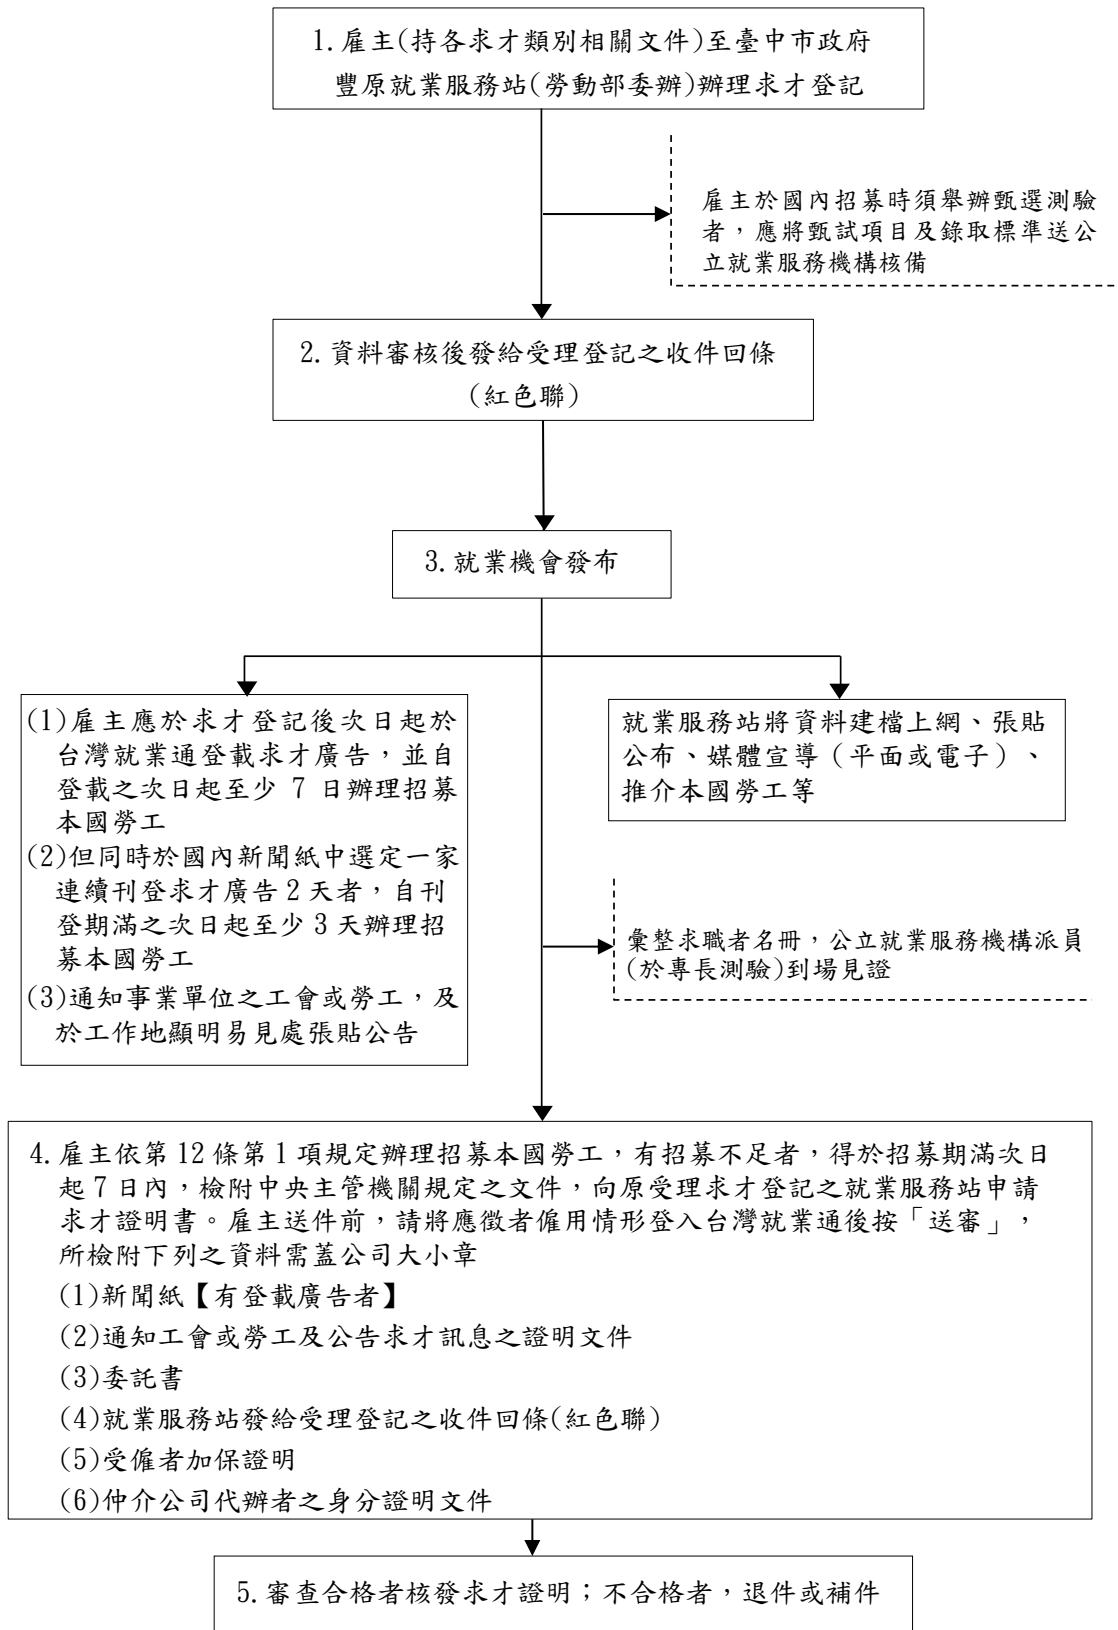 1.雇主(持各求才類別相關文件)至臺中市政府
豐原就業服務站(勞動部委辦)辦理求才登記
雇主於國內招募時須舉辦甄選測驗
者，應將甄試項目及錄取標準送公
立就業服務機構核備
2.資料審核後發給受理登記之收件回條
(紅色聯)
3.就業機會發布
(1)雇主應於求才登記後次日起於
台灣就業通登載求才廣告，並自
登載之次日起至少 7 日辦理招募
本國勞工
(2)但同時於國內新聞紙中選定一家
連續刊登求才廣告 2 天者，自刊
登期滿之次日起至少 3 天辦理招
募本國勞工
(3)通知事業單位之工會或勞工，及
於工作地顯明易見處張貼公告
就業服務站將資料建檔上網、張貼
公布、媒體宣導（平面或電子）、
推介本國勞工等
彙整求職者名冊，公立就業服務機構派員
(於專長測驗)到場見證
4.雇主依第 12 條第 1 項規定辦理招募本國勞工，有招募不足者，得於招募期滿次日
起 7 日內，檢附中央主管機關規定之文件，向原受理求才登記之就業服務站申請
求才證明書。雇主送件前，請將應徵者僱用情形登入台灣就業通後按「送審」，
所檢附下列之資料需蓋公司大小章
(1)新聞紙【有登載廣告者】
(2)通知工會或勞工及公告求才訊息之證明文件
(3)委託書
(4)就業服務站發給受理登記之收件回條(紅色聯)
(5)受僱者加保證明
(6)仲介公司代辦者之身分證明文件
5.審查合格者核發求才證明；不合格者，退件或補件